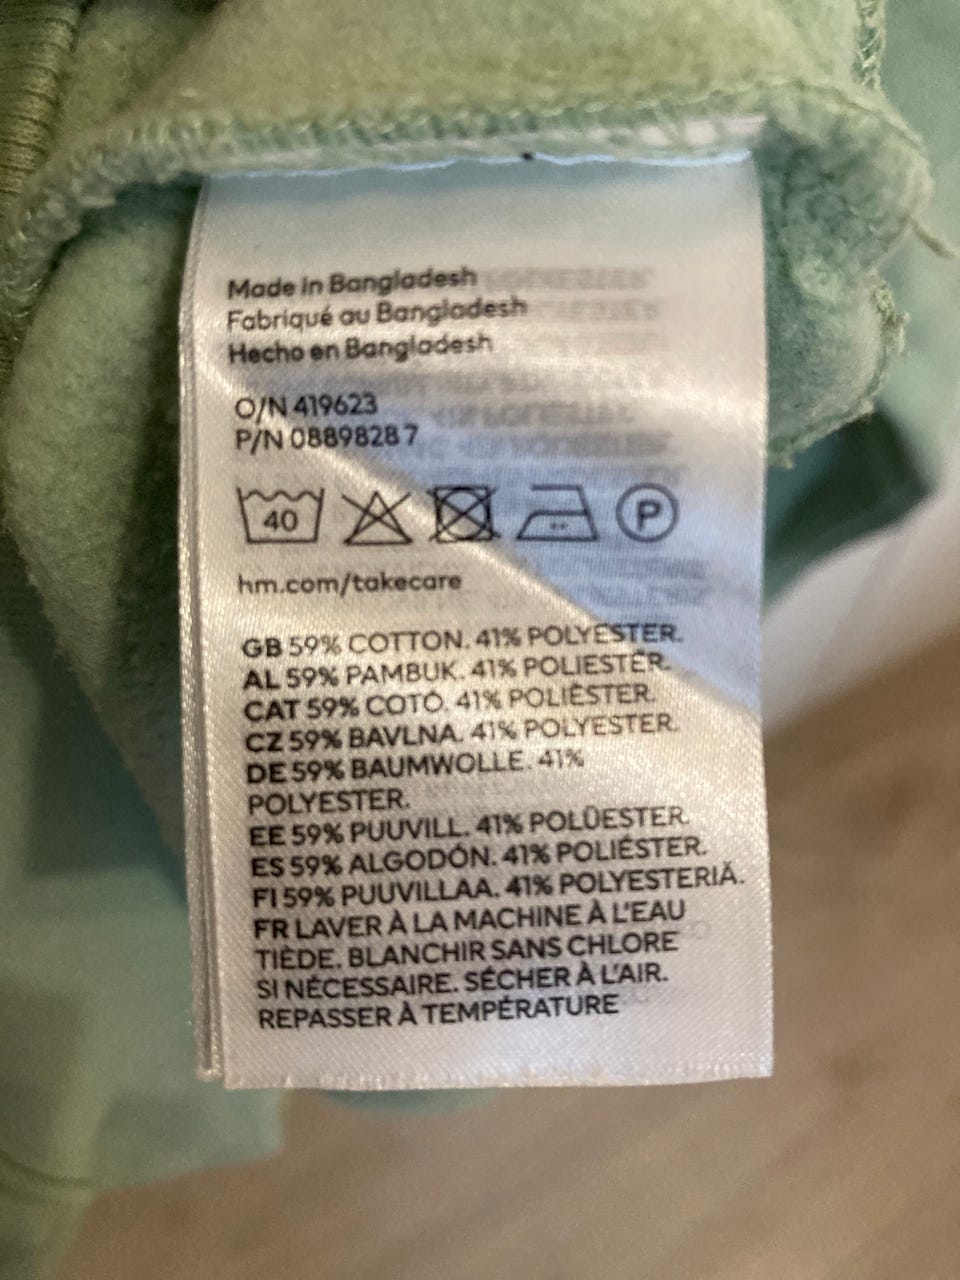 Made in Bangladesh
Fabriqué au Bangladesh
Hecho en Bangladesh
O/N 419623
P/N 0889828 7
40 P
hm.com/takecare
GB 59% COTTON. 41% POLYESTER.
AL 59% PAMBUK. 41% POLIESTËR.
CAT 59% COTÓ. 41% POLIÈSTER.
CZ 59% BAVLNA. 41% POLYESTER.
DE 59% BAUMWOLLE. 41%
POLYESTER.
EE 59% PUUVILL. 41% POLÜESTER.
ES 59% ALGODÓN. 41% POLIÉSTER.
FI 59% PUUVILLAA. 41% POLYESTERIÄ.
FR LAVER À LA MACHINE À L'EAU
TIÈDE. BLANCHIR SANS CHLORE
SI NÉCESSAIRE. SÉCHER À L'AIR.
REPASSER À TEMPÉRATURE